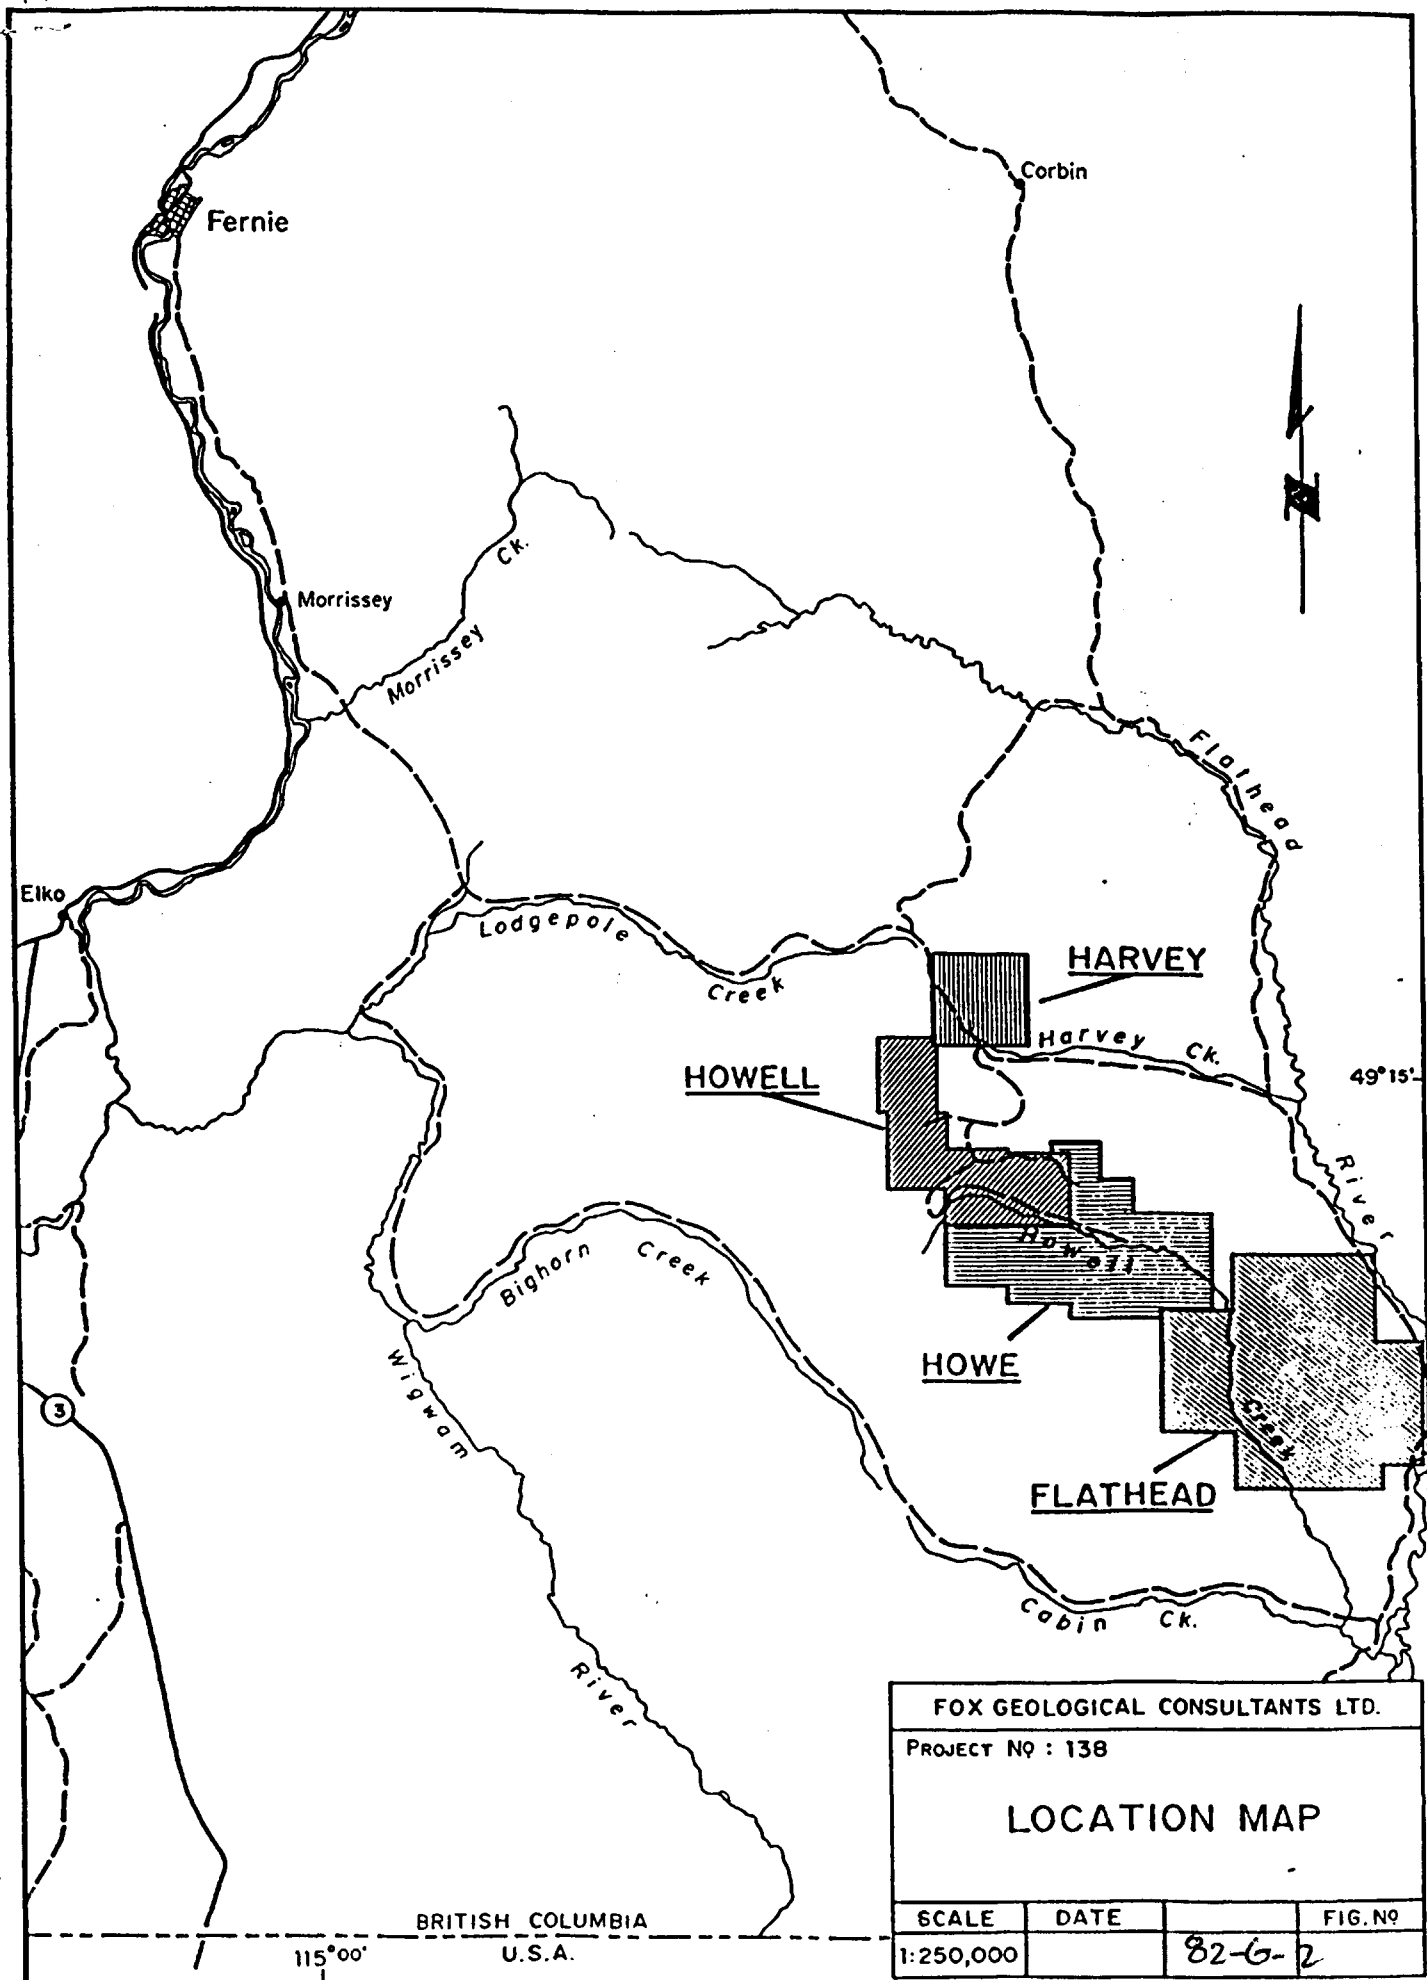 Corbin
Fernie
Ck.
Morrissey
Morrissey
Flathead
Elko
Lodgepole
Creek
HARVEY
Harvey Ck.
HOWELL
49°15'
River
Howell
Bighorn Creek
HOWE
Wigwam
3
Creek
FLATHEAD
Cabin Ck.
River
FOX GEOLOGICAL CONSULTANTS LTD.
PROJECT Nº : 138
LOCATION MAP
BRITISH COLUMBIA
SCALE DATE FIG. Nº
U.S.A.
115°00'
1:250,000 82-G- 2
N